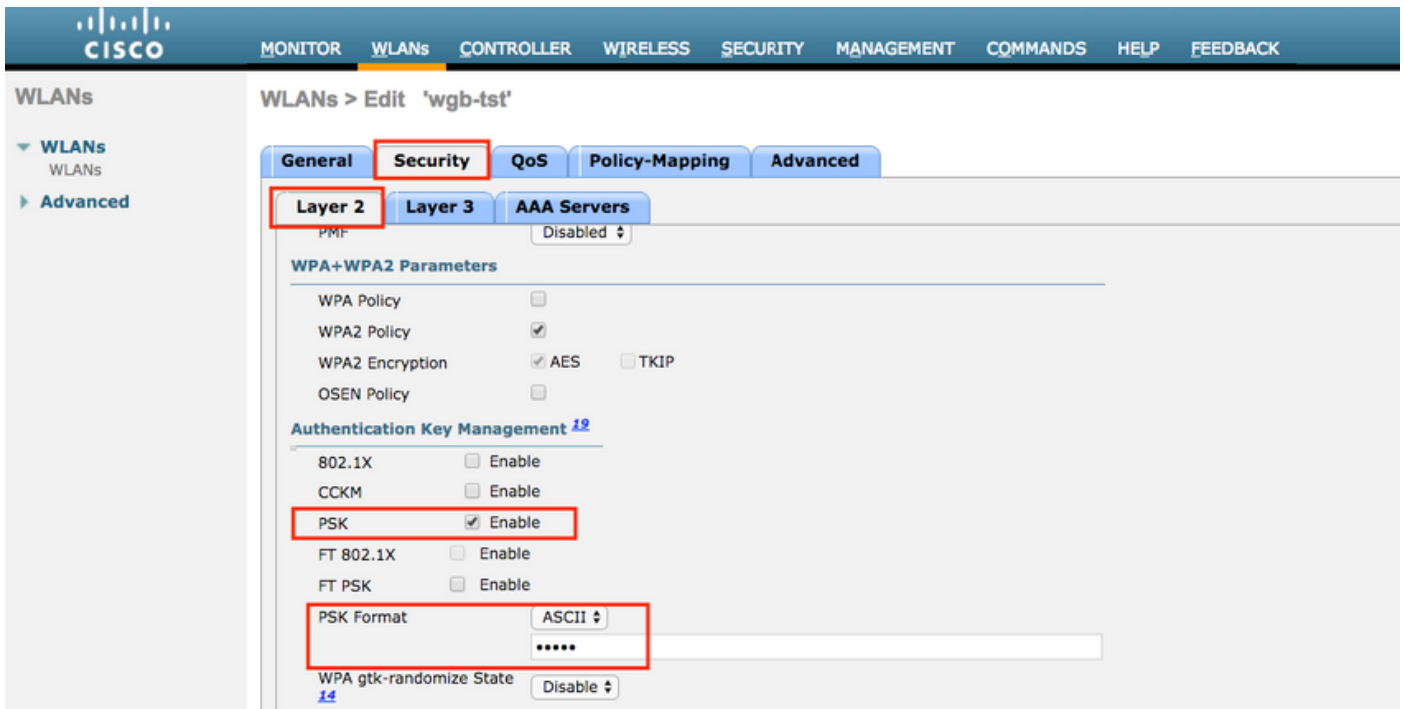 CISCO
MONITOR WLANs CONTROLLER WIRELESS SECURITY MANAGEMENT COMMANDS HELP FEEDBACK
WLANs
WLANs
WLANs
Advanced
WLANs > Edit 'wgb-tst'
General Security QoS Policy-Mapping Advanced
Layer 2 Layer 3 AAA Servers
PMF Disabled
WPA+WPA2 Parameters
WPA Policy
WPA2 Policy
WPA2 Encryption AES TKIP
OSEN Policy
Authentication Key Management 19
802.1X Enable
CCKM Enable
PSK Enable
FT 802.1X Enable
FT PSK Enable
PSK Format ASCII
•••••
WPA gtk-randomize State Disable
14